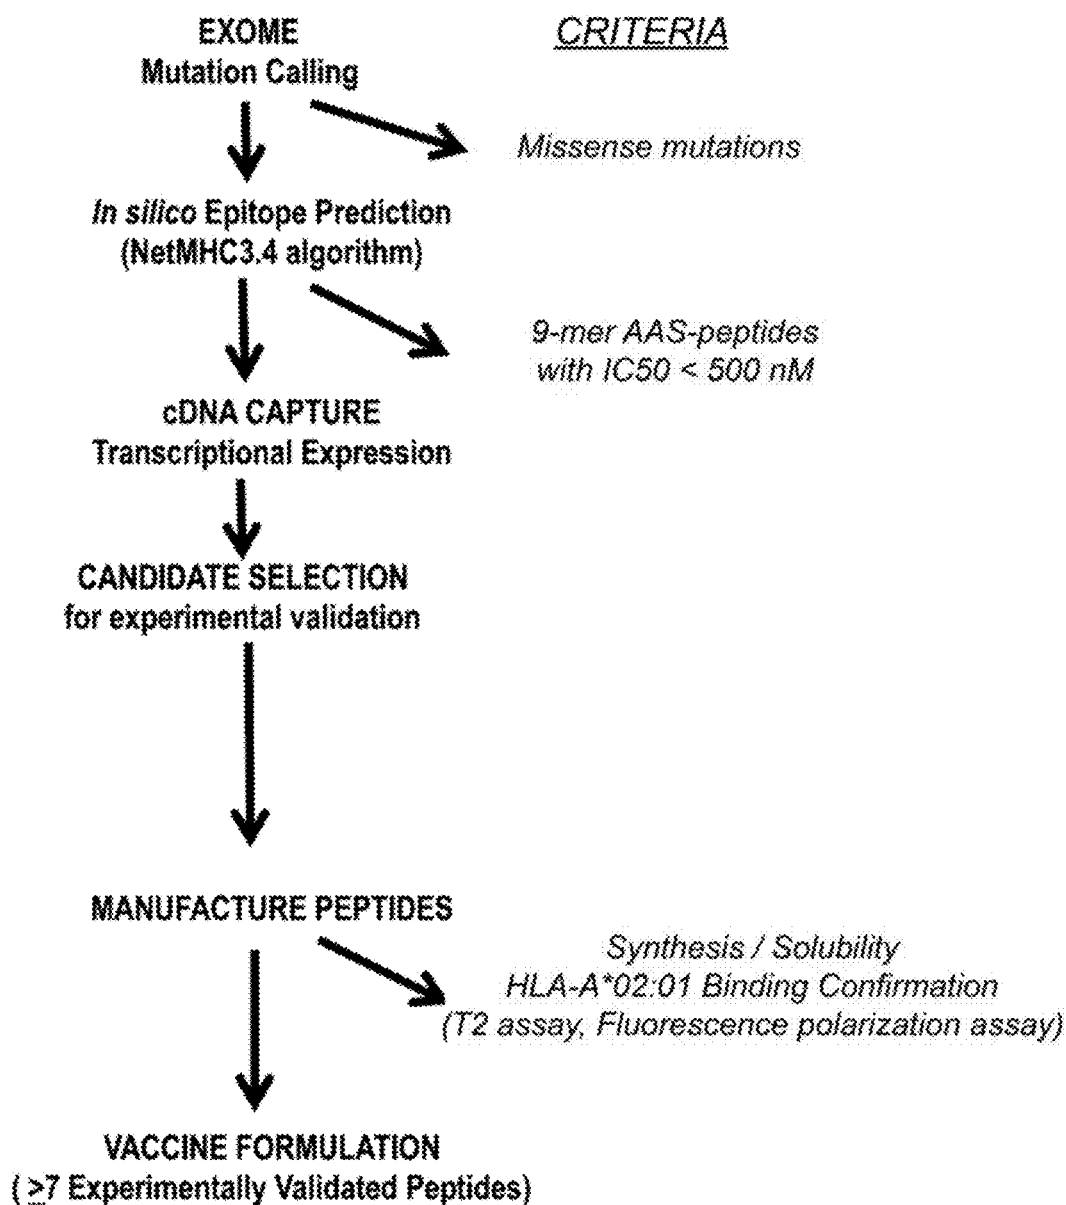 EXOME
Mutation Calling
CRITERIA
Missense mutations
In silico Epitope Prediction
(NetMHC3.4 algorithm)
9-mer AAS-peptides
with IC50 < 500 nM
cDNA CAPTURE
Transcriptional Expression
CANDIDATE SELECTION
for experimental validation
MANUFACTURE PEPTIDES
Synthesis / Solubility
HLA-A*02:01 Binding Confirmation
(T2 assay, Fluorescence polarization assay)
VACCINE FORMULATION
( ≥7 Experimentally Validated Peptides)